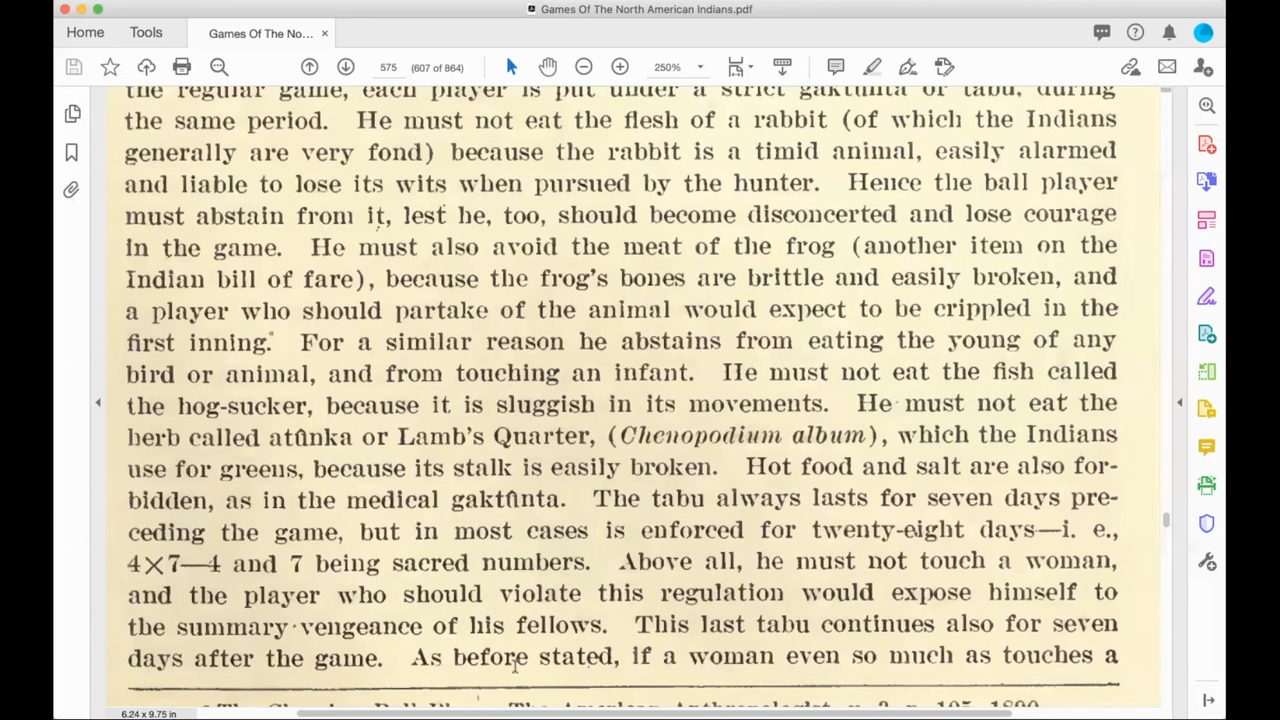 Games Of The North American Indians.pdf
Home
Tools
Games Of The No... ×
575 (607 of 864)
250%
the regular game, each player is put under a strict gaktûnta or tabu, during
the same period. He must not eat the flesh of a rabbit (of which the Indians
generally are very fond) because the rabbit is a timid animal, easily alarmed
and liable to lose its wits when pursued by the hunter. Hence the ball player
must abstain from it, lest he, too, should become disconcerted and lose courage
in the game. He must also avoid the meat of the frog (another item on the
Indian bill of fare), because the frog's bones are brittle and easily broken, and
a player who should partake of the animal would expect to be crippled in the
first inning. For a similar reason he abstains from eating the young of any
bird or animal, and from touching an infant. He must not eat the fish called
the hog-sucker, because it is sluggish in its movements. He must not eat the
herb called atûnka or Lamb's Quarter, (Chenopodium album), which the Indians
use for greens, because its stalk is easily broken. Hot food and salt are also for-
bidden, as in the medical gaktûnta. The tabu always lasts for seven days pre-
ceding the game, but in most cases is enforced for twenty-eight days—i. e.,
4×7—4 and 7 being sacred numbers. Above all, he must not touch a woman,
and the player who should violate this regulation would expose himself to
the summary vengeance of his fellows. This last tabu continues also for seven
days after the game. As before stated, if a woman even so much as touches a
6.24 x 9.75 in